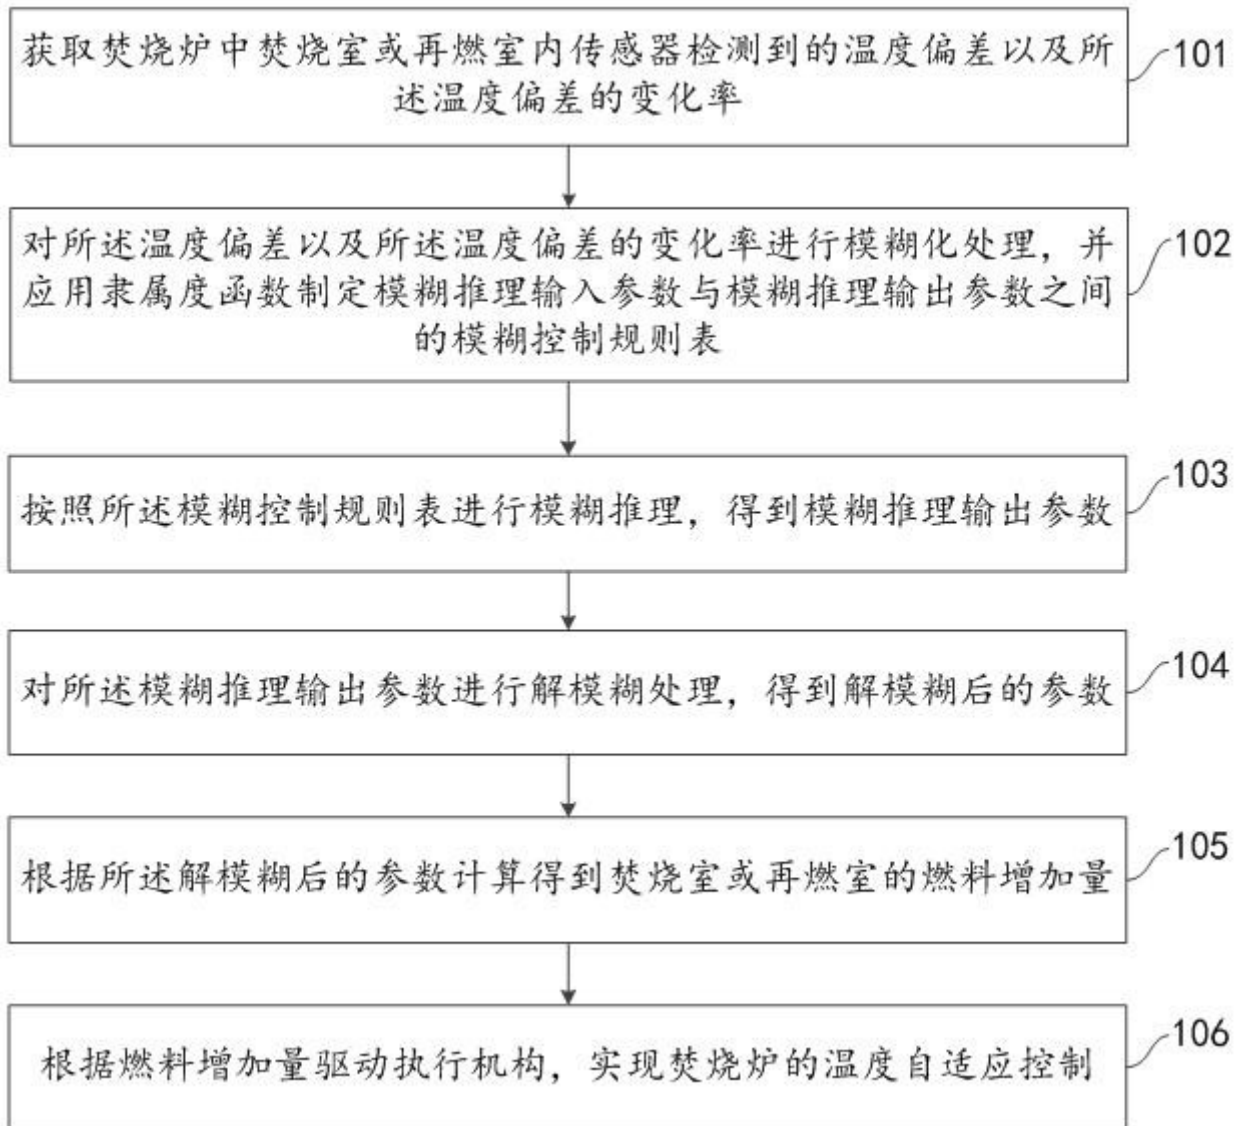 获取焚烧炉中焚烧室或再燃室内传感器检测到的温度偏差以及所
述温度偏差的变化率
101
对所述温度偏差以及所述温度偏差的变化率进行模糊化处理，并
应用隶属度函数制定模糊推理输入参数与模糊推理输出参数之间
的模糊控制规则表
102
按照所述模糊控制规则表进行模糊推理，得到模糊推理输出参数
103
对所述模糊推理输出参数进行解模糊处理，得到解模糊后的参数
104
根据所述解模糊后的参数计算得到焚烧室或再燃室的燃料增加量
105
根据燃料增加量驱动执行机构，实现焚烧炉的温度自适应控制
106